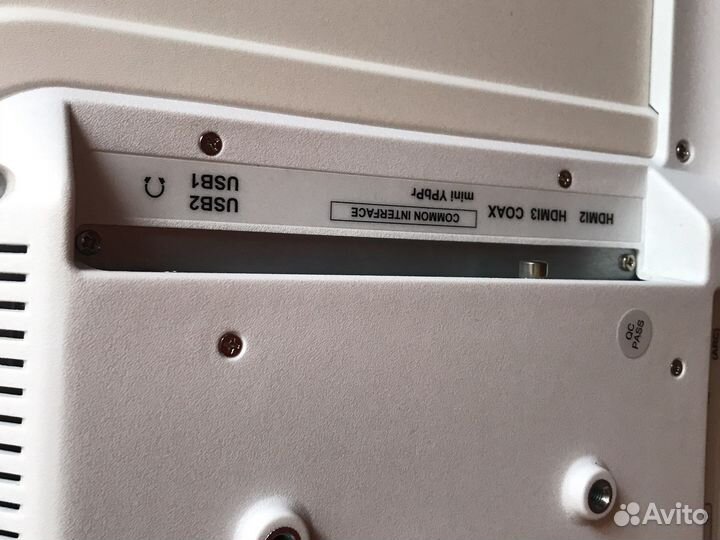 HDMI2 HDMI3 COAX
COMMON INTERFACE
mini YPbPr
USB2
USB1
QC
PASS
Avito